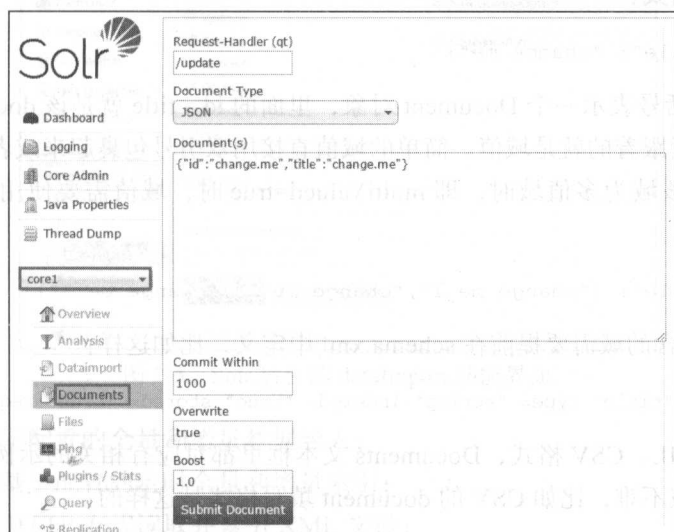 Solr
Dashboard
Logging
Core Admin
Java Properties
Thread Dump
core1
Overview
Analysis
Dataimport
Documents
Files
Ping
Plugins / Stats
Query
Replication
Request-Handler (qt)
/update
Document Type
JSON
Document(s)
{"id":"change.me","title":"change.me"}
Commit Within
1000
Overwrite
true
Boost
1.0
Submit Document